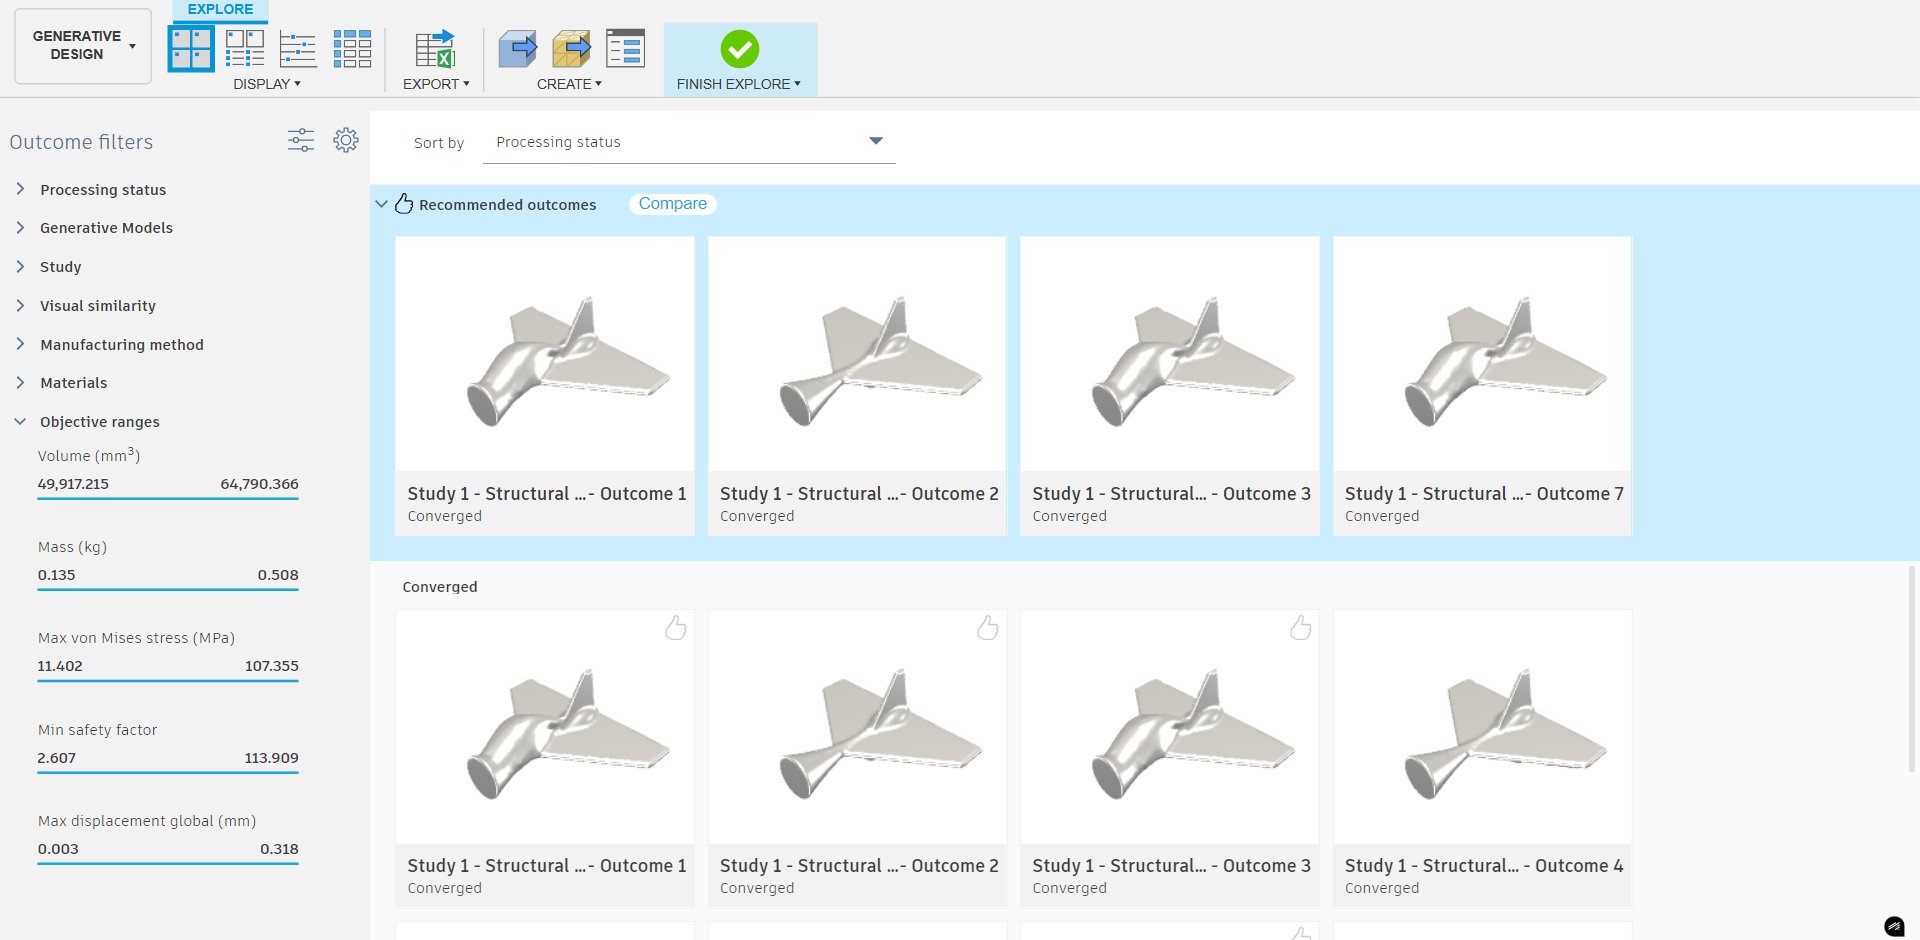 EXPLORE
GENERATIVE
DESIGN
DISPLAY
EXPORT
CREATE
FINISH EXPLORE
Outcome filters
Processing status
Generative Models
Study
Visual similarity
Manufacturing method
Materials
Objective ranges
Volume (mm³)
49,917.215 64,790.366
Mass (kg)
0.135 0.508
Max von Mises stress (MPa)
11.402 107.355
Min safety factor
2.607 113.909
Max displacement global (mm)
0.003 0.318
Sort by Processing status
Recommended outcomes Compare
Study 1 - Structural ...- Outcome 1
Converged
Study 1 - Structural ...- Outcome 2
Converged
Study 1 - Structural... - Outcome 3
Converged
Study 1 - Structural ...- Outcome 7
Converged
Converged
Study 1 - Structural ...- Outcome 1
Converged
Study 1 - Structural ...- Outcome 2
Converged
Study 1 - Structural... - Outcome 3
Converged
Study 1 - Structural... - Outcome 4
Converged